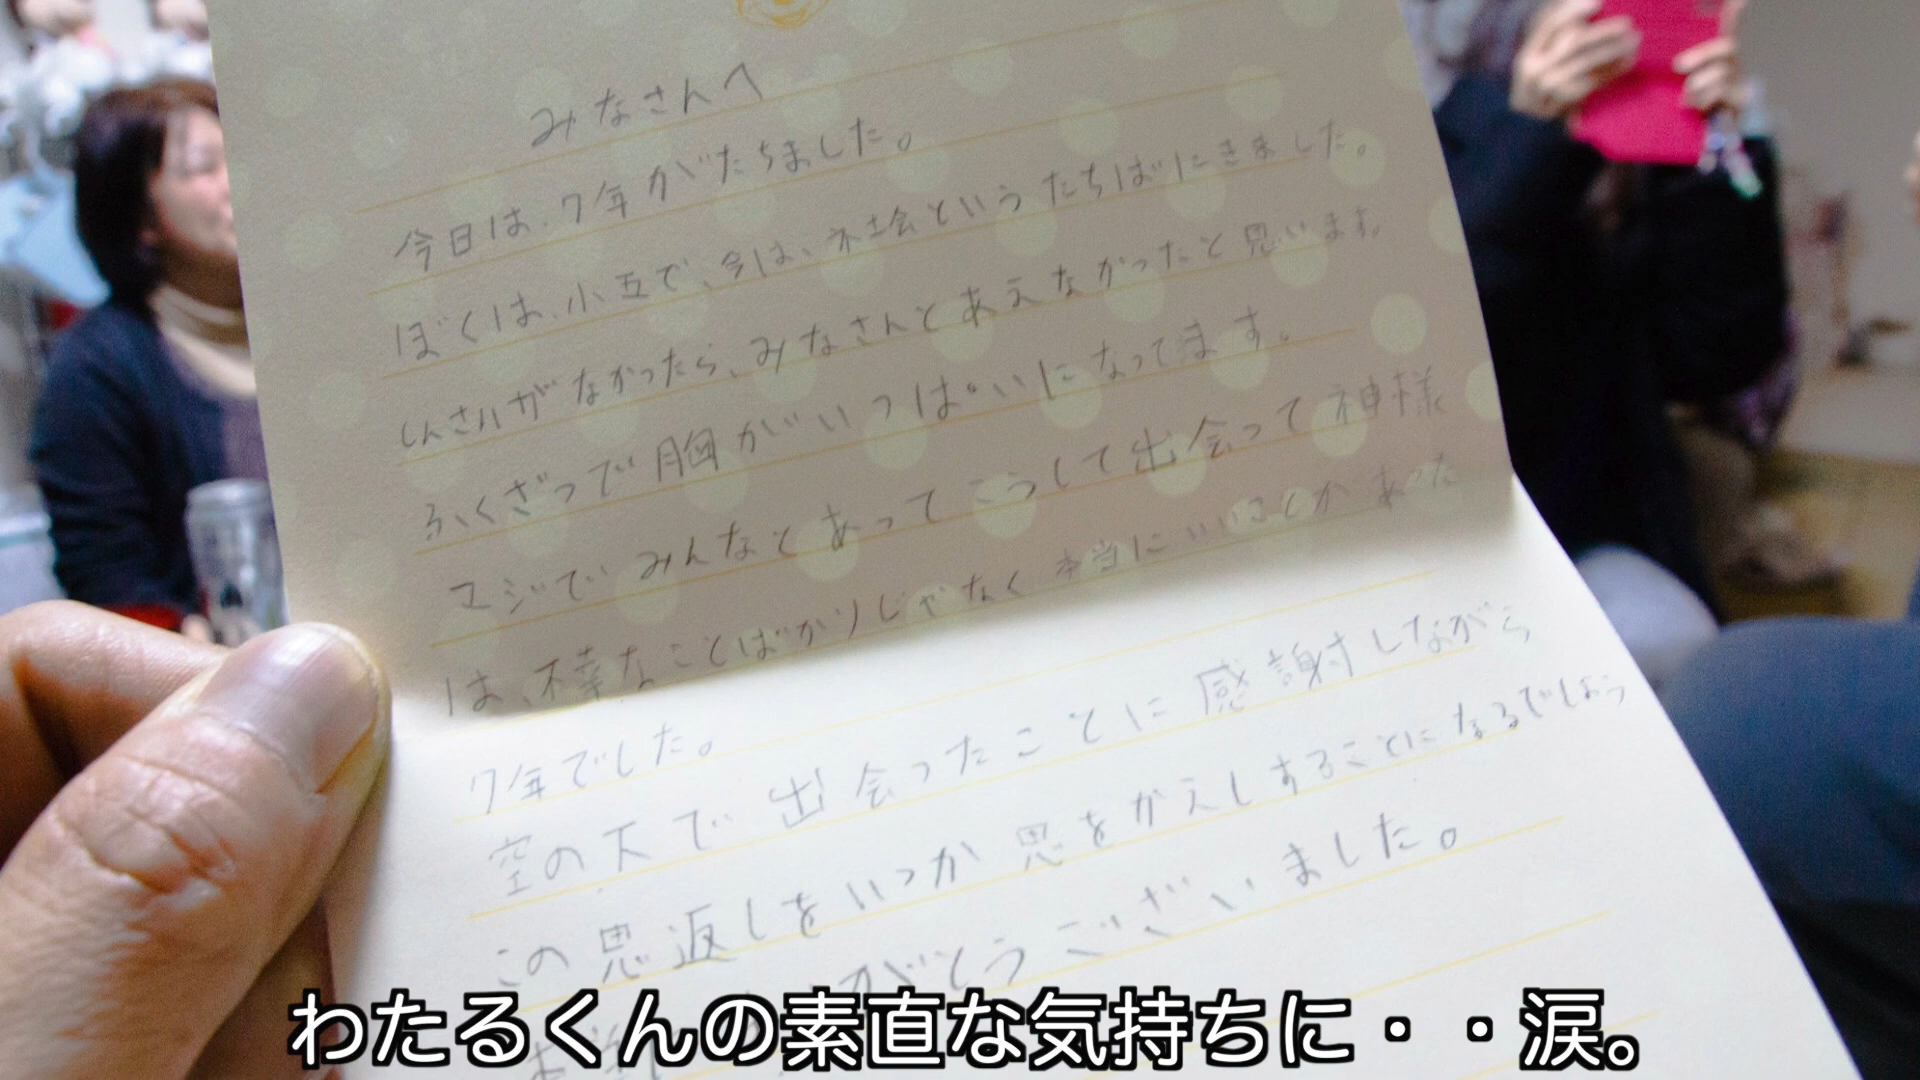 みなさんへ
今日は、7年がたちました。
ぼくは、小五で、今は、社会というたちばにきました。
しんさいがなかったら、みなさんとあえなかったと思います。
ふくざつで胸がいっぱいになってます。
マジでみんなとあってこうして出会って神様
は、不幸なことばかりじゃなく本当にいいことがあった
7年でした。
空の下で出会ったことに感謝しながら
この恩返しをいつか恩をかえしすることになるでしょう
がとうございました。
わたるくんの素直な気持ちに・・涙。